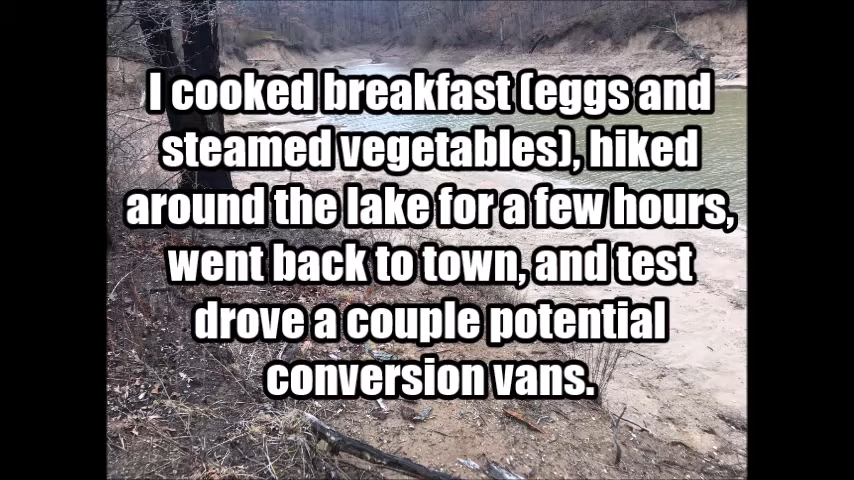 I cooked breakfast (eggs and
steamed vegetables), hiked
around the lake for a few hours,
went back to town, and test
drove a couple potential
conversion vans.